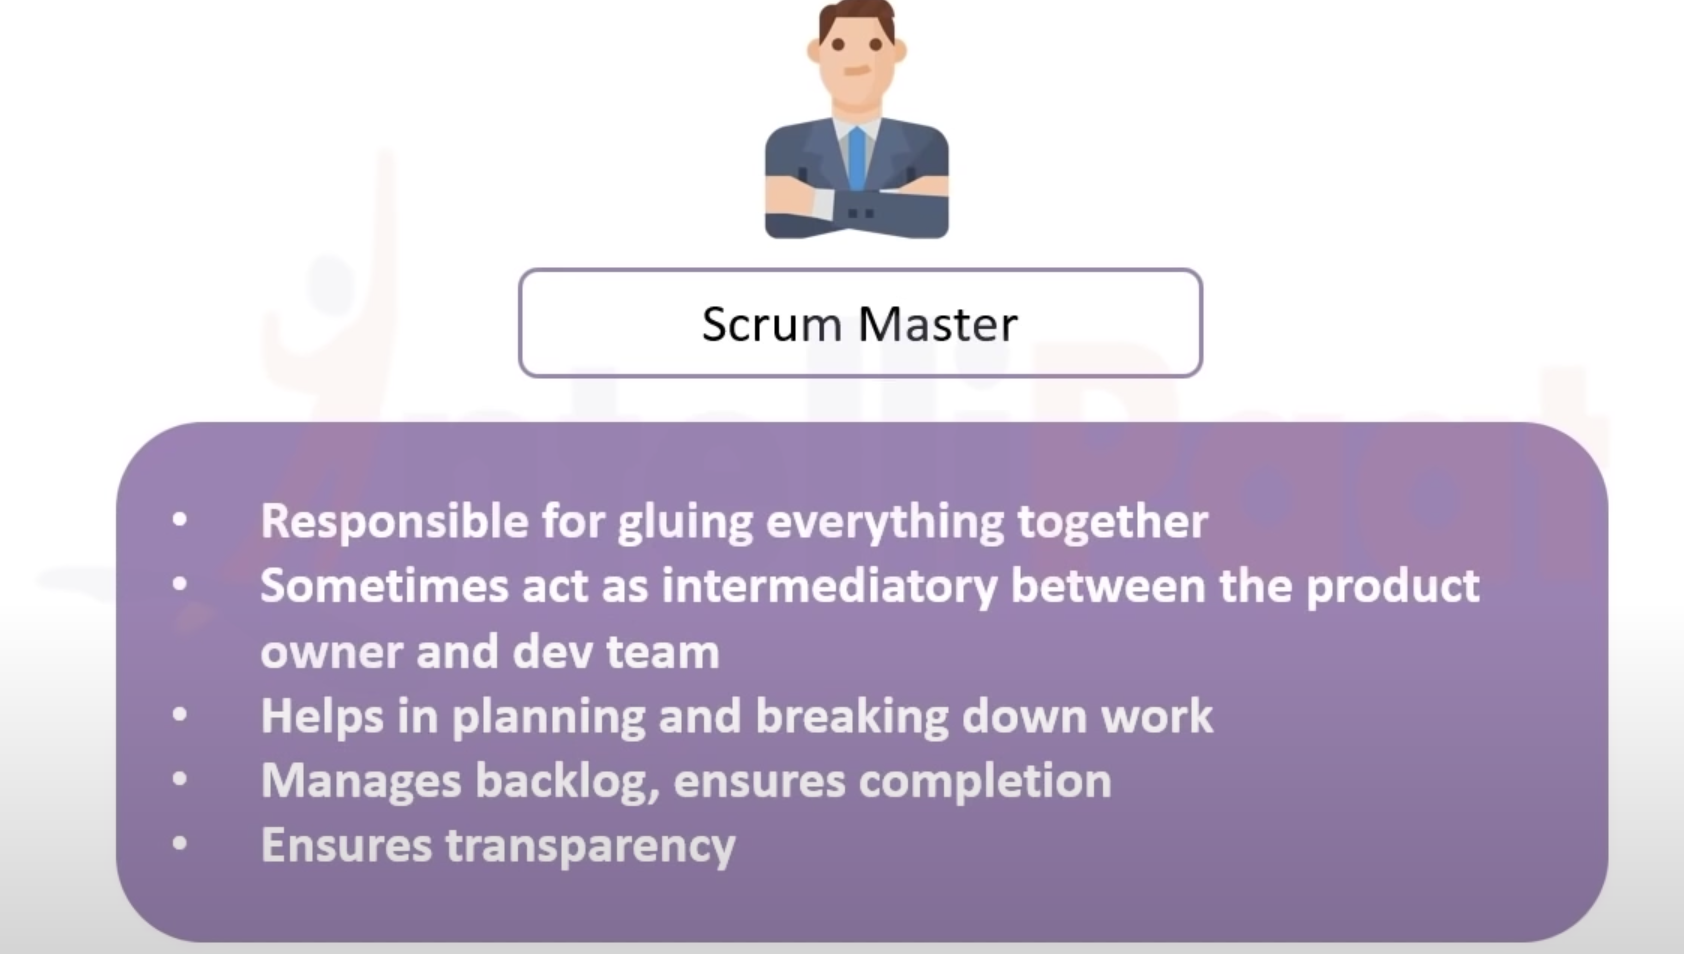 Scrum Master
IntelliPaat
• Responsible for gluing everything together
• Sometimes act as intermediatory between the product
owner and dev team
• Helps in planning and breaking down work
• Manages backlog, ensures completion
• Ensures transparency